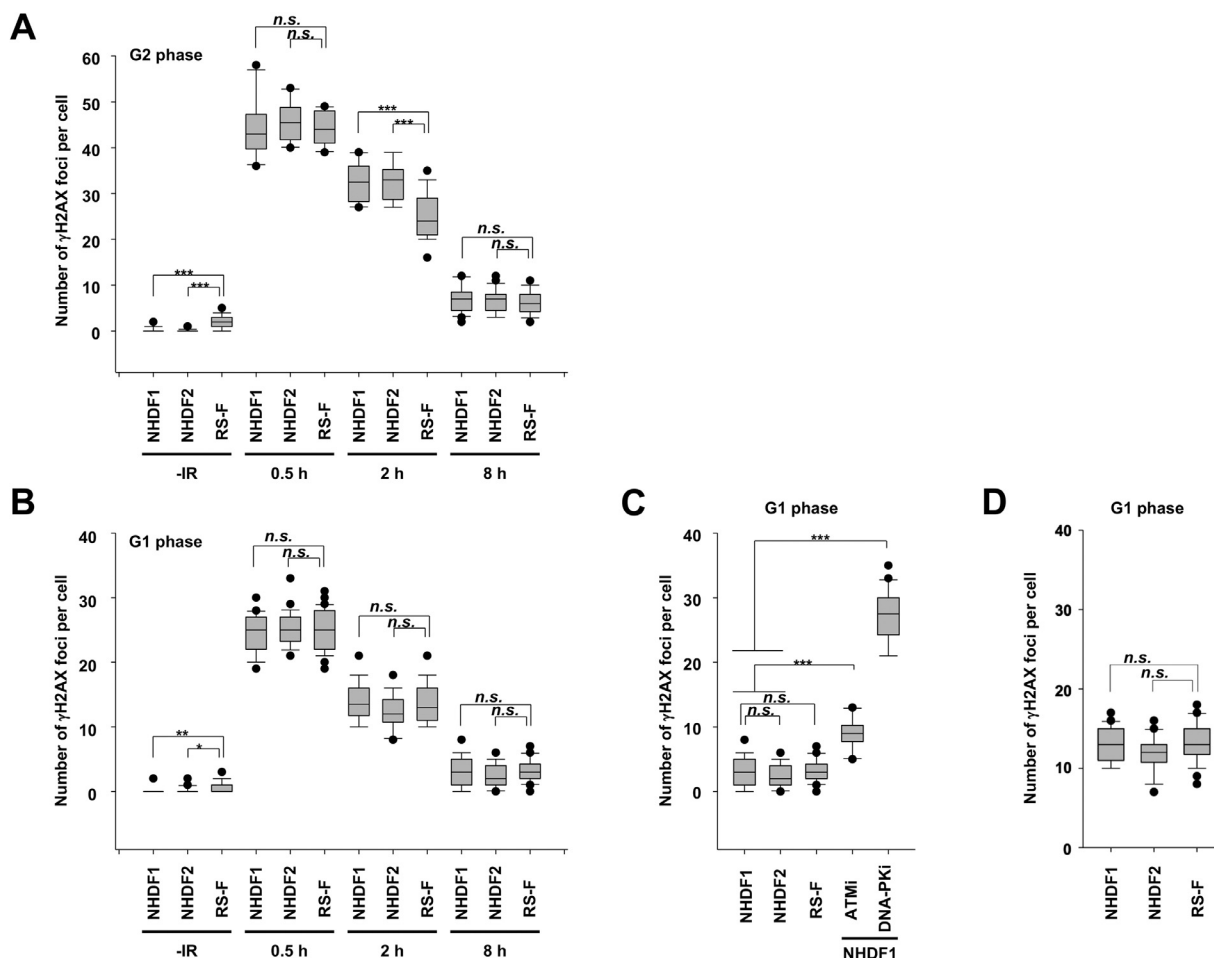 A
G2 phase
Number of γH2AX foci per cell
60
50
40
30
20
10
0
***
***
n.s.
n.s.
***
***
n.s.
n.s.
NHDF1
NHDF2
RS-F
NHDF1
NHDF2
RS-F
NHDF1
NHDF2
RS-F
NHDF1
NHDF2
RS-F
-IR
0.5 h
2 h
8 h
B
G1 phase
Number of γH2AX foci per cell
40
30
20
10
0
**
*
n.s.
n.s.
n.s.
n.s.
n.s.
n.s.
NHDF1
NHDF2
RS-F
NHDF1
NHDF2
RS-F
NHDF1
NHDF2
RS-F
NHDF1
NHDF2
RS-F
-IR
0.5 h
2 h
8 h
C
G1 phase
Number of γH2AX foci per cell
40
30
20
10
0
***
***
n.s.
n.s.
NHDF1
NHDF2
RS-F
ATMi
DNA-PKi
NHDF1
D
G1 phase
Number of γH2AX foci per cell
40
30
20
10
0
n.s.
n.s.
NHDF1
NHDF2
RS-F